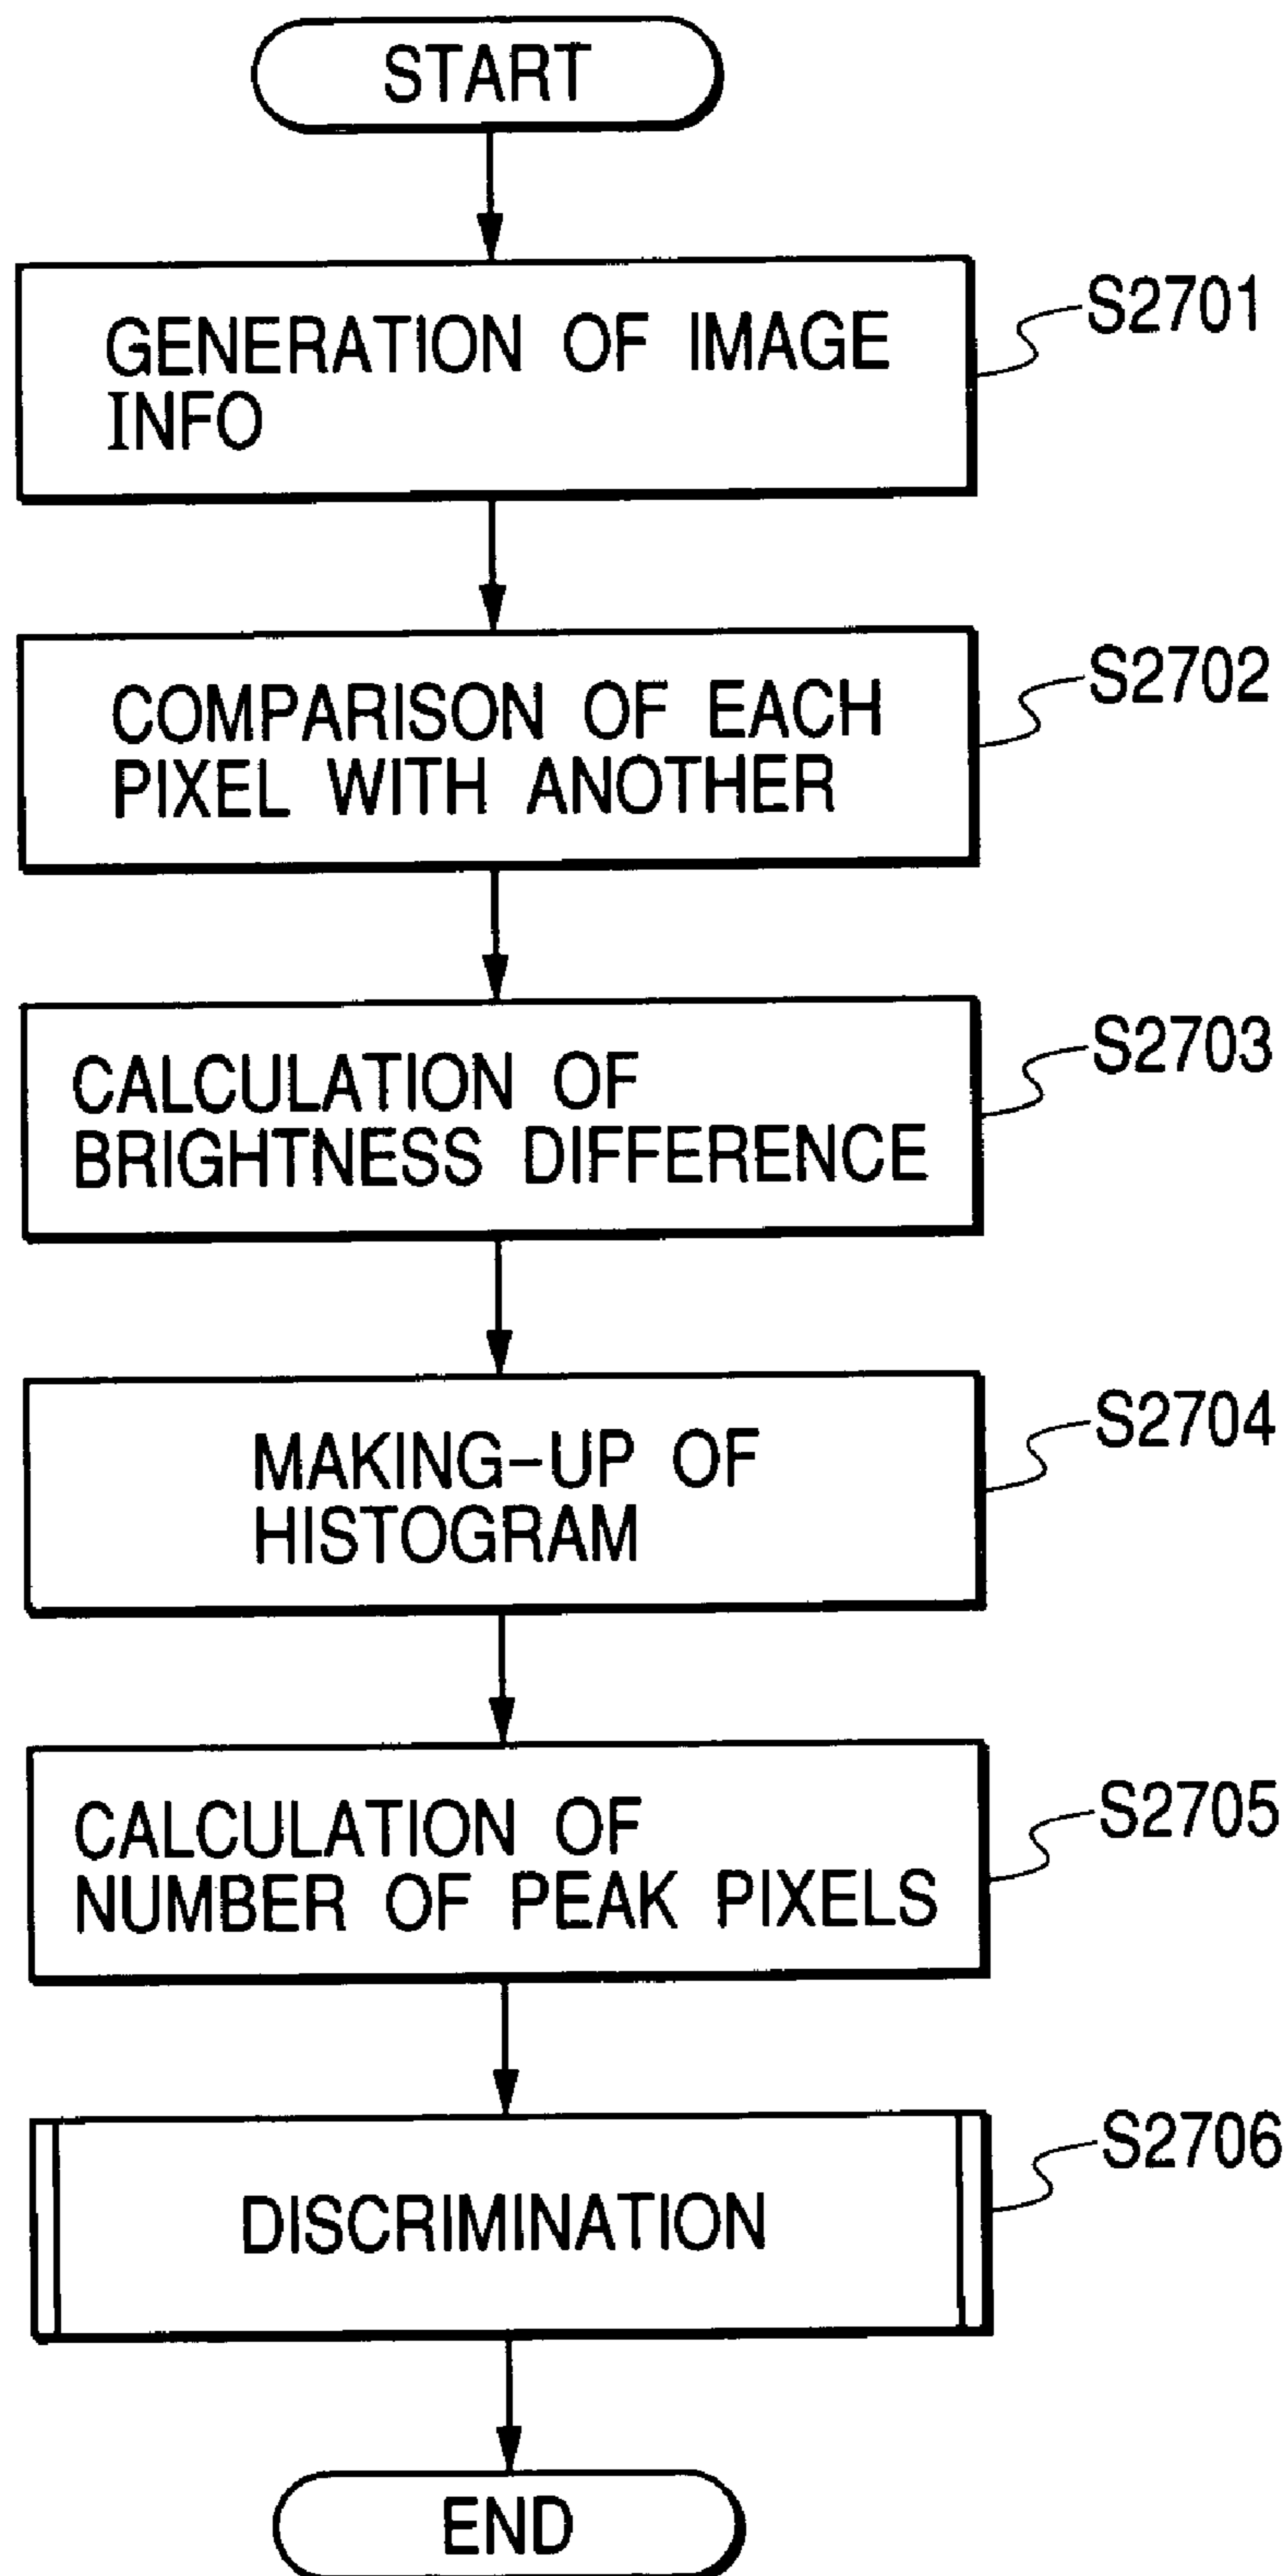 START
GENERATION OF IMAGE
INFO
S2701
COMPARISON OF EACH
PIXEL WITH ANOTHER
S2702
CALCULATION OF
BRIGHTNESS DIFFERENCE
S2703
MAKING-UP OF
HISTOGRAM
S2704
CALCULATION OF
NUMBER OF PEAK PIXELS
S2705
DISCRIMINATION
S2706
END